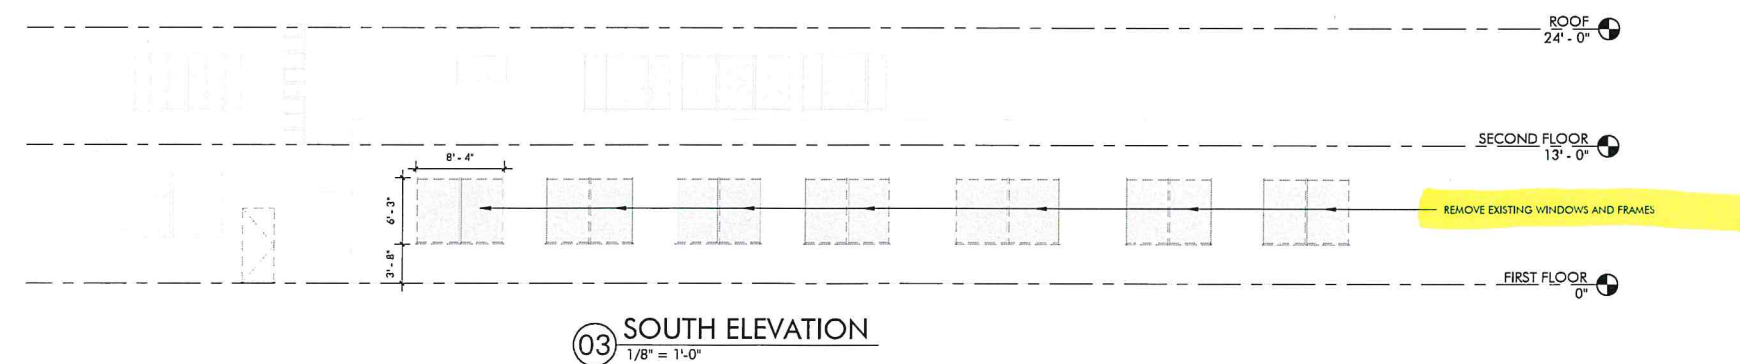 ROOF
24' - 0"
SECOND FLOOR
13' - 0"
8' - 4"
6' - 3"
REMOVE EXISTING WINDOWS AND FRAMES
3' - 8"
FIRST FLOOR
0"
03 SOUTH ELEVATION
1/8" = 1'-0"